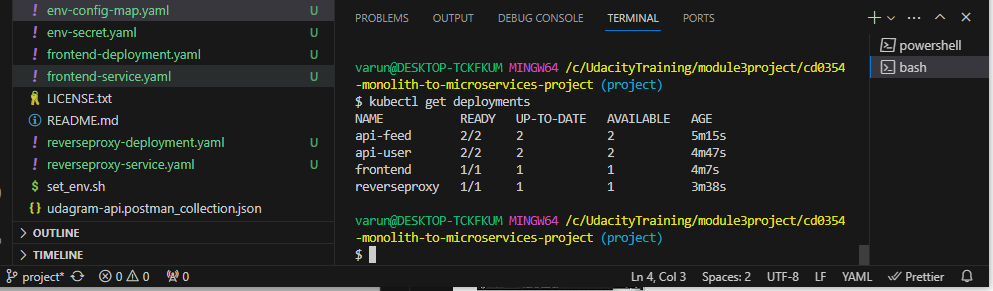 env-config-map.yaml U
env-secret.yaml U
frontend-deployment.yaml U
frontend-service.yaml U
LICENSE.txt
README.md
reverseproxy-deployment.yaml U
reverseproxy-service.yaml U
$ set_env.sh
{} udagram-api.postman_collection.json
OUTLINE
TIMELINE
PROBLEMS OUTPUT DEBUG CONSOLE TERMINAL PORTS
varun@DESKTOP-TCKFKUM MINGW64 /c/UdacityTraining/module3project/cd0354
-monolith-to-microservices-project (project)
$ kubectl get deployments
NAME READY UP-TO-DATE AVAILABLE AGE
api-feed 2/2 2 2 5m15s
api-user 2/2 2 2 4m47s
frontend 1/1 1 1 4m7s
reverseproxy 1/1 1 1 3m38s
varun@DESKTOP-TCKFKUM MINGW64 /c/UdacityTraining/module3project/cd0354
-monolith-to-microservices-project (project)
$
powershell
bash
project* 0 0 0 Ln 4, Col 3 Spaces: 2 UTF-8 LF YAML Prettier